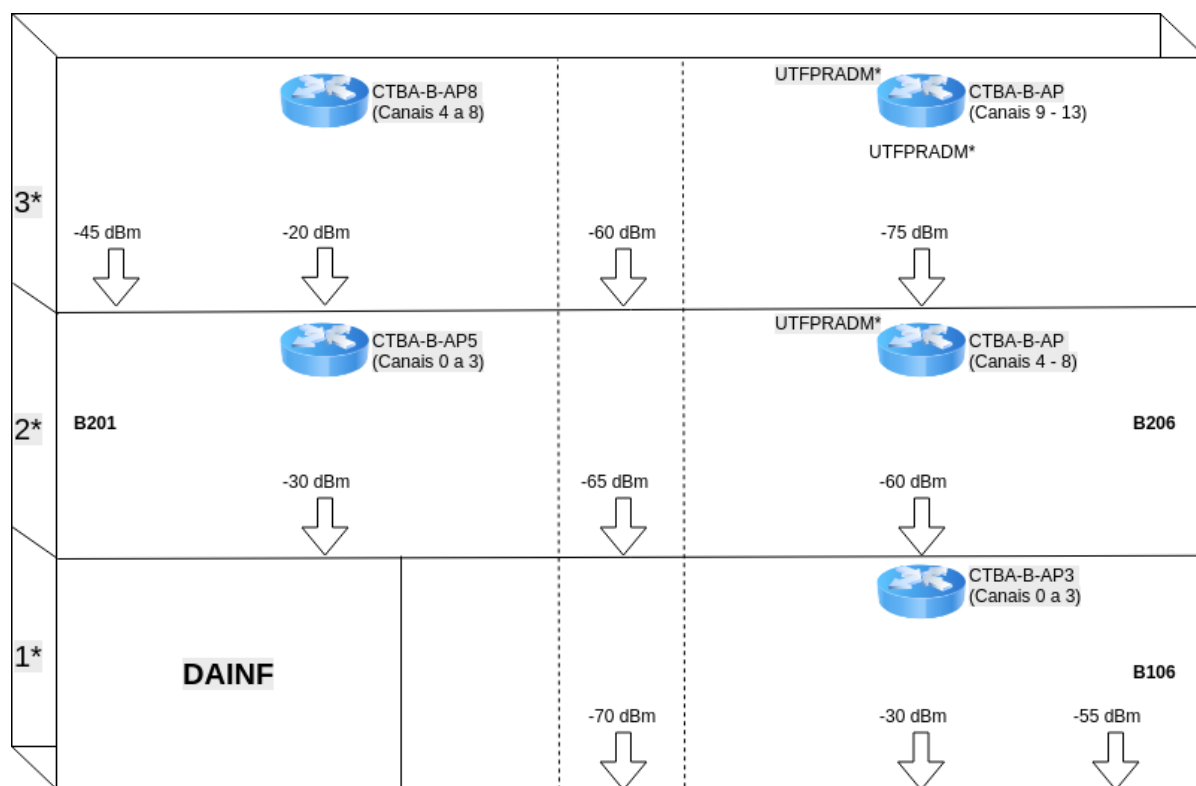 UTFPRADM*
CTBA-B-AP8
(Canais 4 a 8)
CTBA-B-AP
(Canais 9 - 13)
UTFPRADM*
3*
-45 dBm
-20 dBm
-60 dBm
-75 dBm
UTFPRADM*
CTBA-B-AP5
(Canais 0 a 3)
CTBA-B-AP
(Canais 4 - 8)
2*
B201
B206
-30 dBm
-65 dBm
-60 dBm
CTBA-B-AP3
(Canais 0 a 3)
1*
DAINF
B106
-70 dBm
-30 dBm
-55 dBm